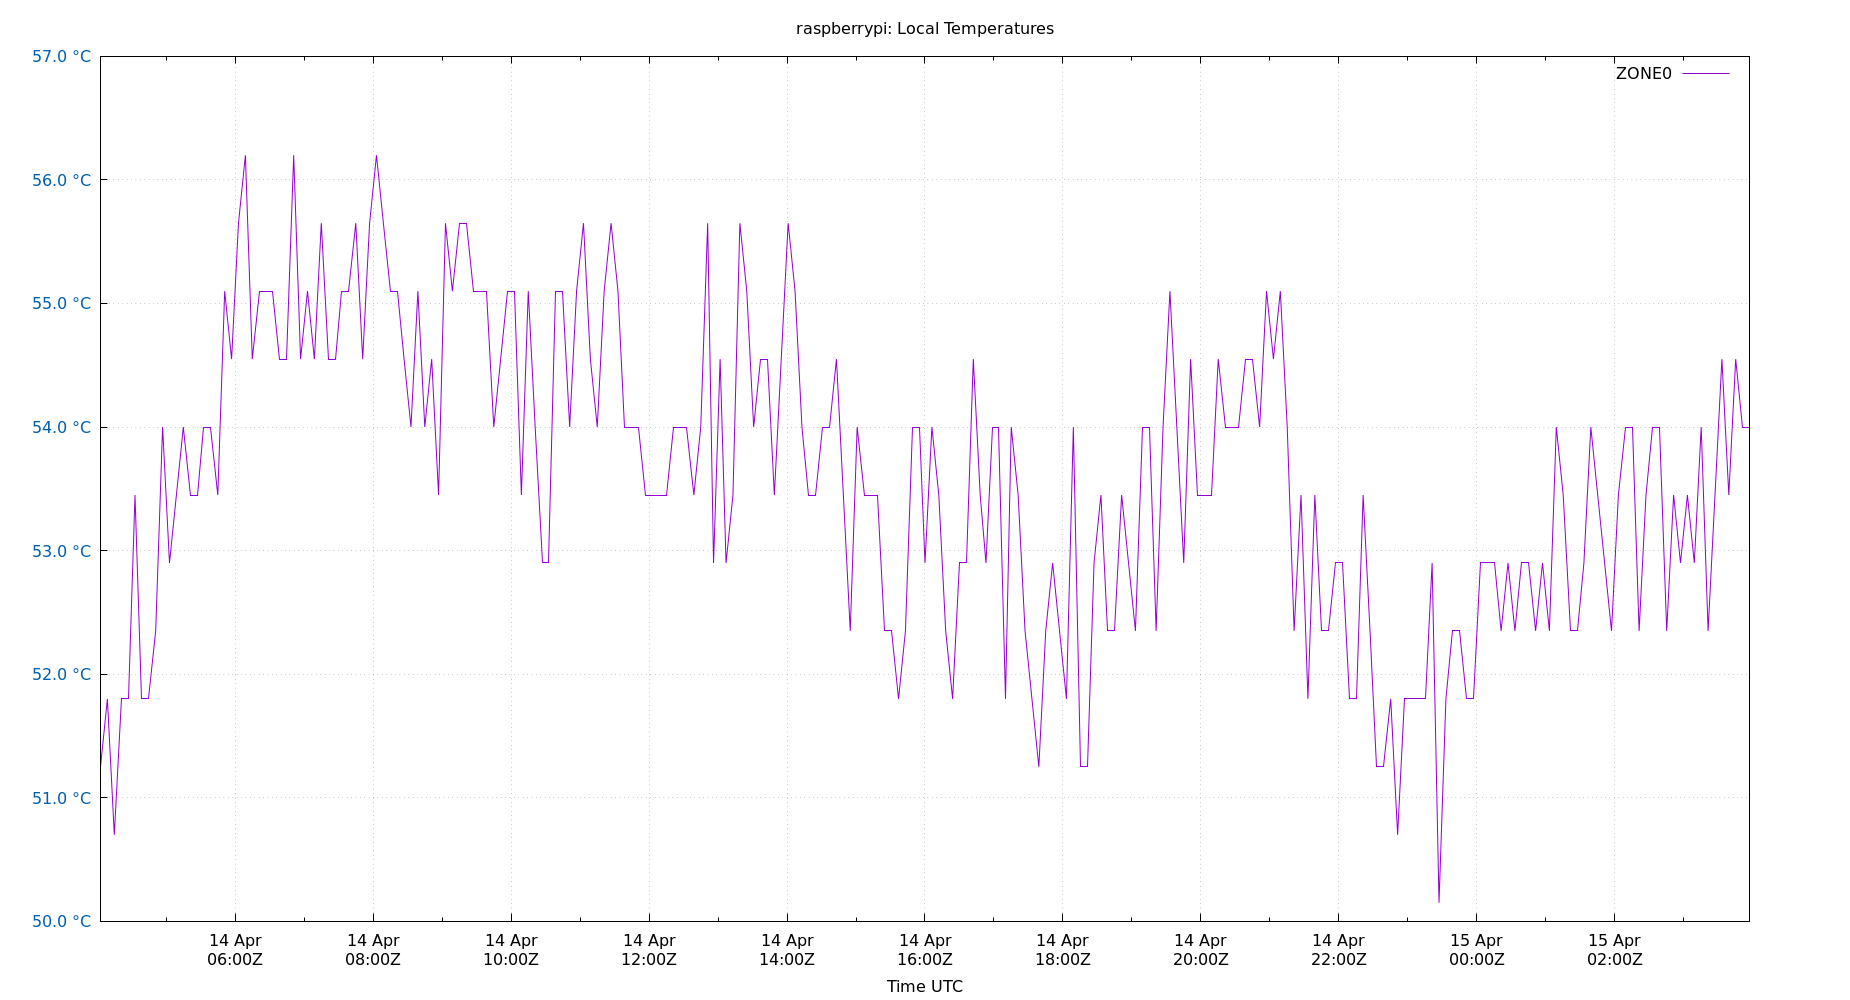 raspberrypi: Local Temperatures
57.0 °C
ZONE0
56.0 °C
55.0 °C
54.0 °C
53.0 °C
52.0 °C
51.0 °C
50.0 °C
14 Apr 14 Apr 14 Apr 14 Apr 14 Apr 14 Apr 14 Apr 14 Apr 14 Apr 15 Apr 15 Apr
06:00Z 08:00Z 10:00Z 12:00Z 14:00Z 16:00Z 18:00Z 20:00Z 22:00Z 00:00Z 02:00Z
Time UTC